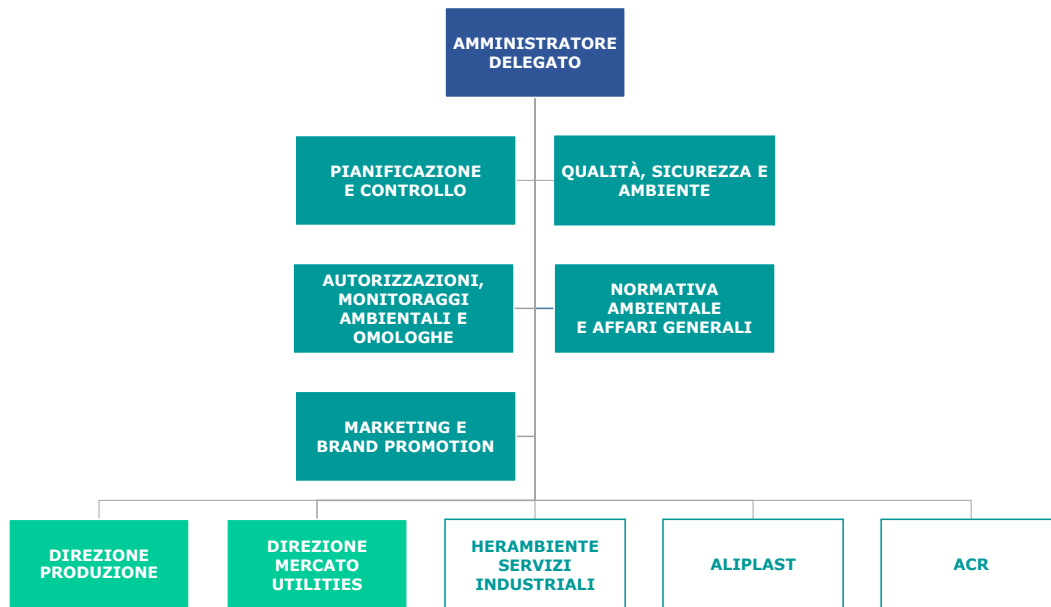 AMMINISTRATORE
DELEGATO
PIANIFICAZIONE
E CONTROLLO
QUALITÀ, SICUREZZA E
AMBIENTE
AUTORIZZAZIONI,
MONITORAGGI
AMBIENTALI E
OMOLOGHE
NORMATIVA
AMBIENTALE
E AFFARI GENERALI
MARKETING E
BRAND PROMOTION
DIREZIONE
PRODUZIONE
DIREZIONE
MERCATO
UTILITIES
HERAMBIENTE
SERVIZI
INDUSTRIALI
ALIPLAST
ACR